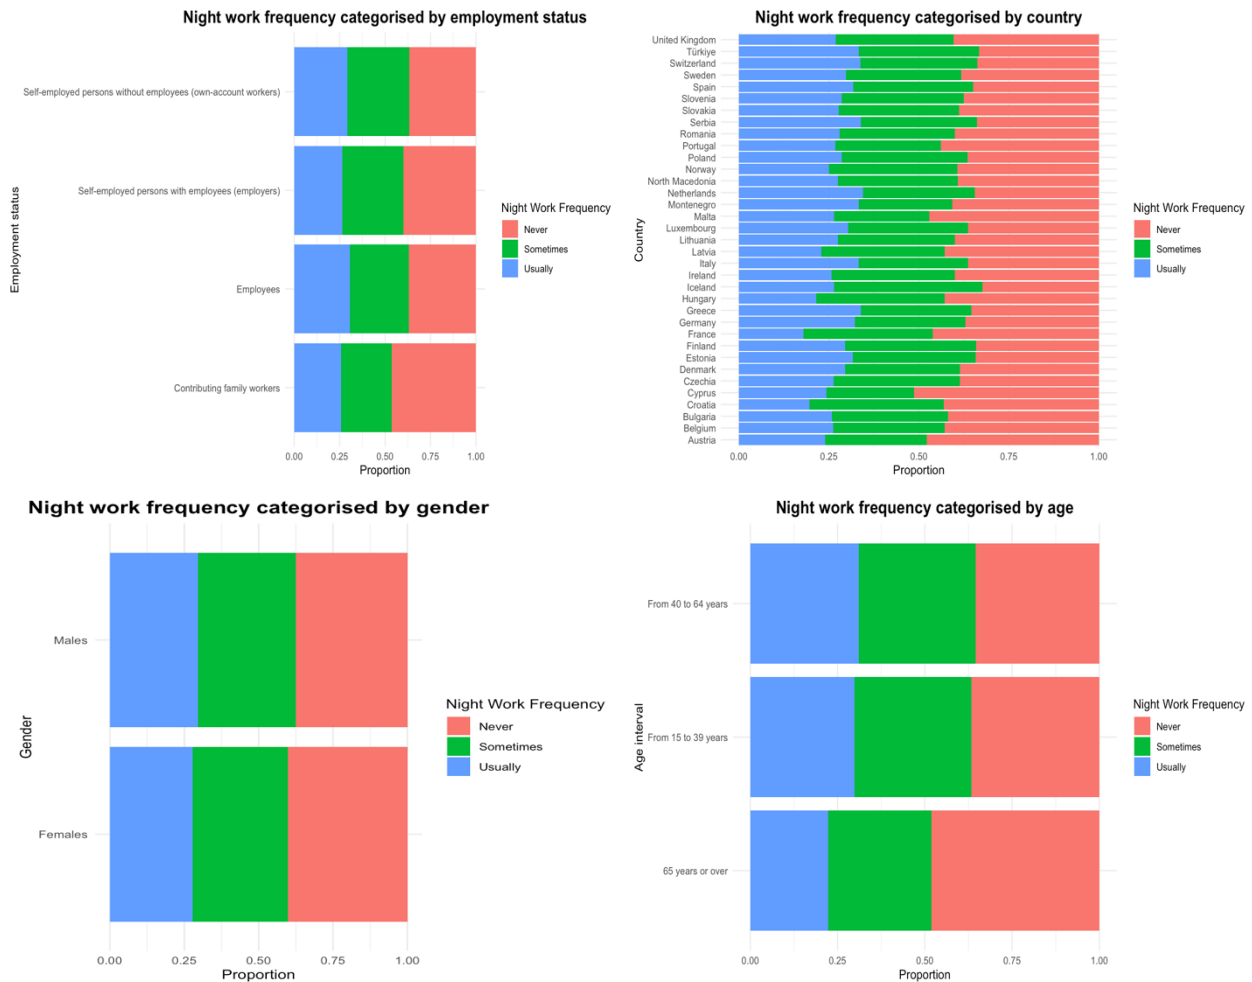 Night work frequency categorised by employment status
Employment status
Self-employed persons without employees (own-account workers)
Self-employed persons with employees (employers)
Employees
Contributing family workers
0.00 0.25 0.50 0.75 1.00
Proportion
Night Work Frequency
Never
Sometimes
Usually
Night work frequency categorised by country
Country
United Kingdom
Türkiye
Switzerland
Sweden
Spain
Slovenia
Slovakia
Serbia
Romania
Portugal
Poland
Norway
North Macedonia
Netherlands
Montenegro
Malta
Luxembourg
Lithuania
Latvia
Italy
Ireland
Iceland
Hungary
Greece
Germany
France
Finland
Estonia
Denmark
Czechia
Cyprus
Croatia
Bulgaria
Belgium
Austria
0.00 0.25 0.50 0.75 1.00
Proportion
Night Work Frequency
Never
Sometimes
Usually
Night work frequency categorised by gender
Gender
Males
Females
0.00 0.25 0.50 0.75 1.00
Proportion
Night Work Frequency
Never
Sometimes
Usually
Night work frequency categorised by age
Age interval
From 40 to 64 years
From 15 to 39 years
65 years or over
0.00 0.25 0.50 0.75 1.00
Proportion
Night Work Frequency
Never
Sometimes
Usually